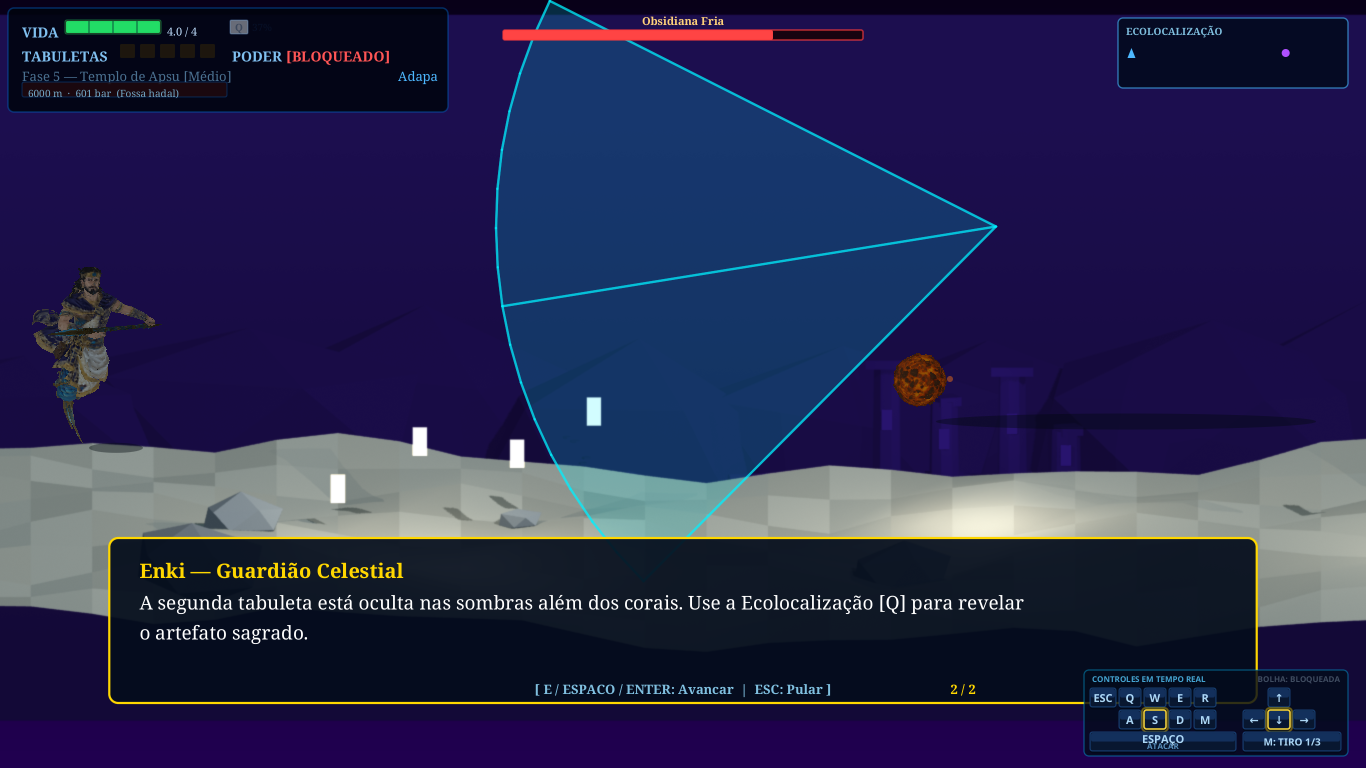 VIDA 4.0 / 4 Q
TABULETAS PODER [BLOQUEADO]
Fase 5 — Templo de Apsu [Médio] Adapa
6000 m · 601 bar (Fossa hadal)
Obsidiana Fria
ECOLOCALIZAÇÃO
Enki — Guardião Celestial
A segunda tabuleta está oculta nas sombras além dos corais. Use a Ecolocalização [Q] para revelar
o artefato sagrado.
[ E / ESPACO / ENTER: Avancar | ESC: Pular ] 2 / 2
CONTROLES EM TEMPO REAL BOLHA: BLOQUEADA
ESC Q W E R ↑
A S D M ← ↓ →
ESPAÇO M: TIRO 1/3
ATACAR